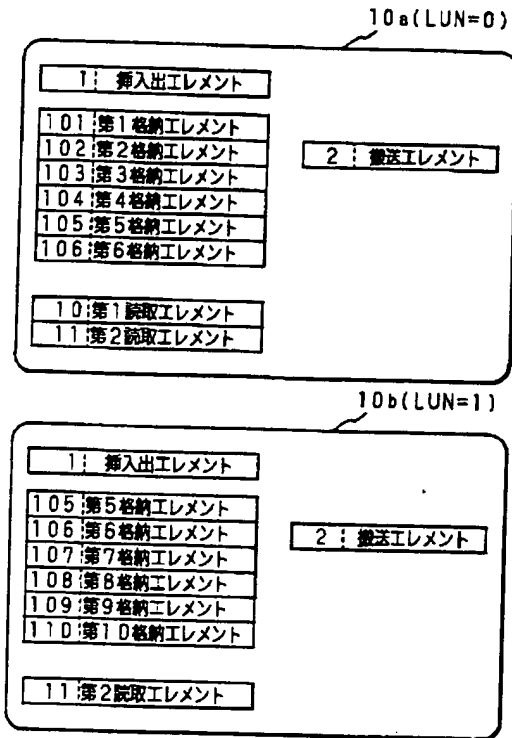 10a(LUN=0)
1 挿入出エレメント
101 第1格納エレメント
102 第2格納エレメント
103 第3格納エレメント
104 第4格納エレメント
105 第5格納エレメント
106 第6格納エレメント
2 搬送エレメント
10 第1読取エレメント
11 第2読取エレメント
10b(LUN=1)
1 挿入出エレメント
105 第5格納エレメント
106 第6格納エレメント
107 第7格納エレメント
108 第8格納エレメント
109 第9格納エレメント
110 第10格納エレメント
2 搬送エレメント
11 第2読取エレメント